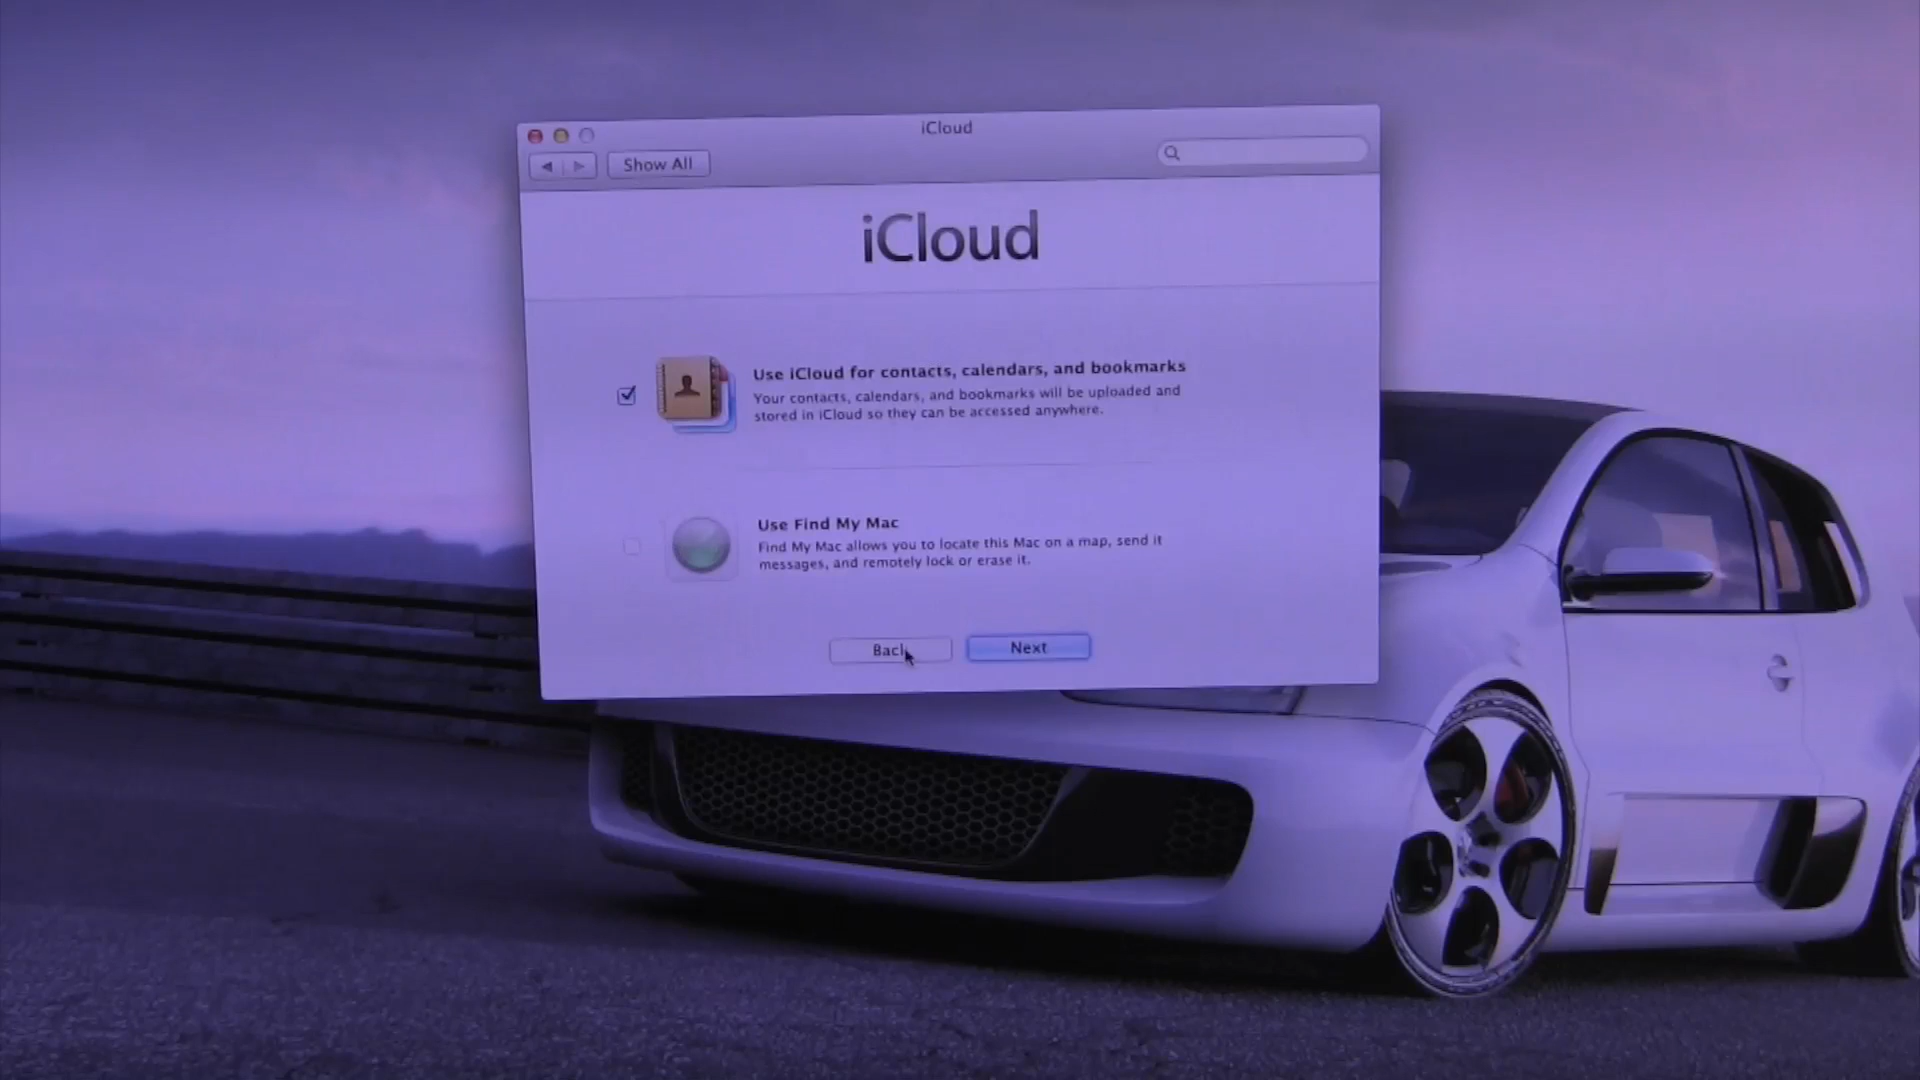 iCloud
Show All
iCloud
Use iCloud for contacts, calendars, and bookmarks
Your contacts, calendars, and bookmarks will be uploaded and
stored in iCloud so they can be accessed anywhere.
Use Find My Mac
Find My Mac allows you to locate this Mac on a map, send it
messages, and remotely lock or erase it.
Back
Next